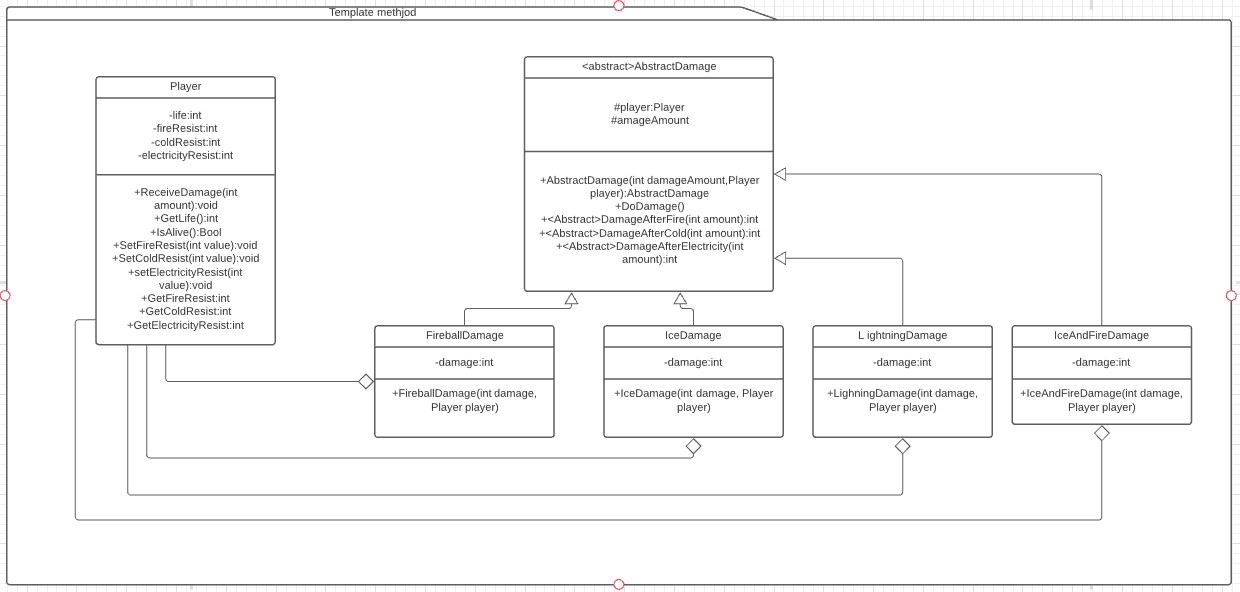 Template methjod
Player
-life:int
-fireResist:int
-coldResist:int
-electricityResist:int
+ReceiveDamage(int
amount):void
+GetLife():int
+IsAlive():Bool
+SetFireResist(int value):void
+SetColdResist(int value):void
+setElectricityResist(int
value):void
+GetFireResist:int
+GetColdResist:int
+GetElectricityResist:int
<abstract>AbstractDamage
#player:Player
#amageAmount
+AbstractDamage(int damageAmount,Player
player):AbstractDamage
+DoDamage()
+<Abstract>DamageAfterFire(int amount):int
+<Abstract>DamageAfterCold(int amount):int
+<Abstract>DamageAfterElectricity(int
amount):int
FireballDamage
-damage:int
+FireballDamage(int damage,
Player player)
IceDamage
-damage:int
+IceDamage(int damage, Player
player)
L ightningDamage
-damage:int
+LighningDamage(int damage,
Player player)
IceAndFireDamage
-damage:int
+IceAndFireDamage(int damage,
Player player)